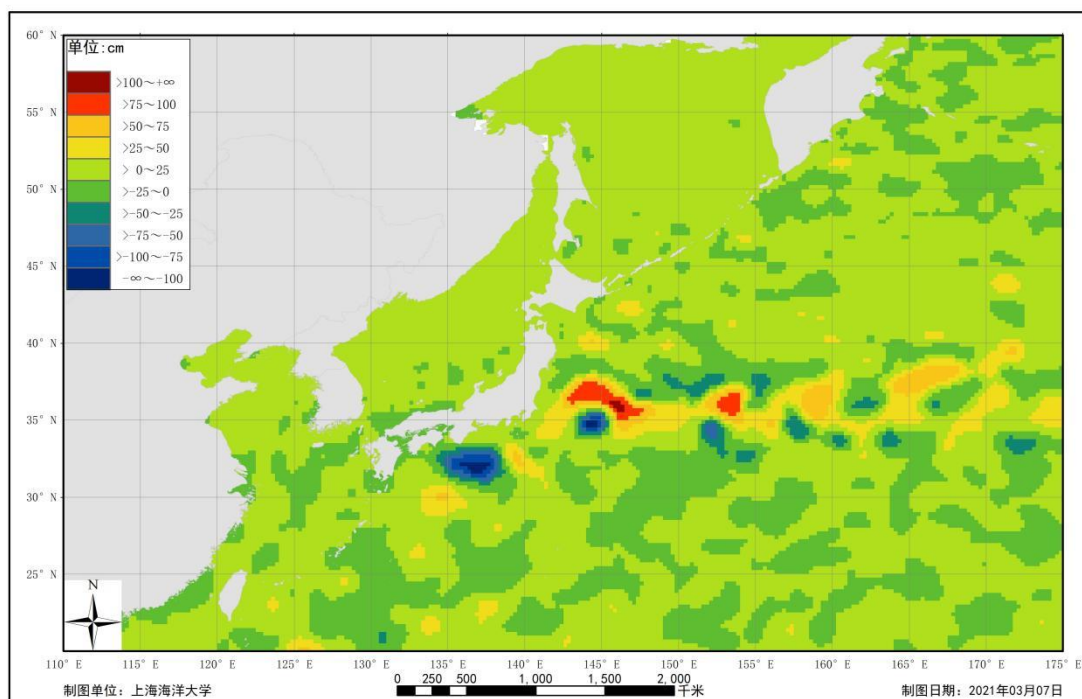 60° N
单位:cm
>100～+∞
>75～100
>50～75
>25～50
> 0～25
>-25～0
>-50～-25
>-75～-50
>-100～-75
-∞～-100
55° N
50° N
45° N
40° N
35° N
30° N
25° N
N
110° E 115° E 120° E 125° E 130° E 135° E 140° E 145° E 150° E 155° E 160° E 165° E 170° E 175° E
制图单位：上海海洋大学
0 250 500 1,000 1,500 2,000
千米
制图日期：2021年03月07日